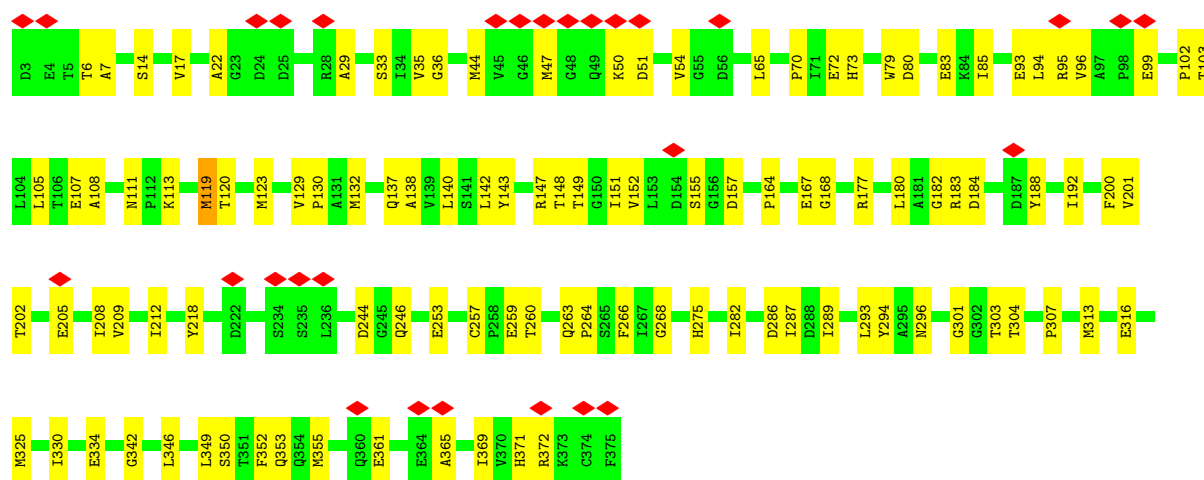 D3 E4 T5 T6 A7 S14 V17 A22 G23 D24 D25 R28 A29 S33 I34 V35 G36 M44 V45 G46 M47 G48 Q49 K50 D51 V54 G55 D56 L65 P70 I71 E72 H73 W79 D80 E83 K84 I85 E93 L94 R95 V96 A97 P98 E99 P102 T103
L104 L105 T106 E107 A108 N111 P112 K113 M119 T120 M123 V129 P130 A131 M132 Q137 A138 V139 L140 S141 L142 Y143 R147 T148 T149 G150 I151 V152 L153 D154 S155 G156 D157 P164 E167 G168 R177 L180 A181 G182 R183 D184 D187 Y188 I192 F200 V201
T202 E205 I208 V209 I212 Y218 D222 S234 S235 L236 D244 G245 Q246 E253 C257 P258 E259 T260 Q263 P264 S265 F266 I267 G268 H275 I282 D286 I287 D288 I289 L293 Y294 A295 N296 G301 G302 T303 T304 P307 M313 E316
M325 I330 E334 G342 L346 L349 S350 T351 F352 Q353 Q354 M355 Q360 E361 E364 A365 I369 V370 H371 R372 K373 C374 F375